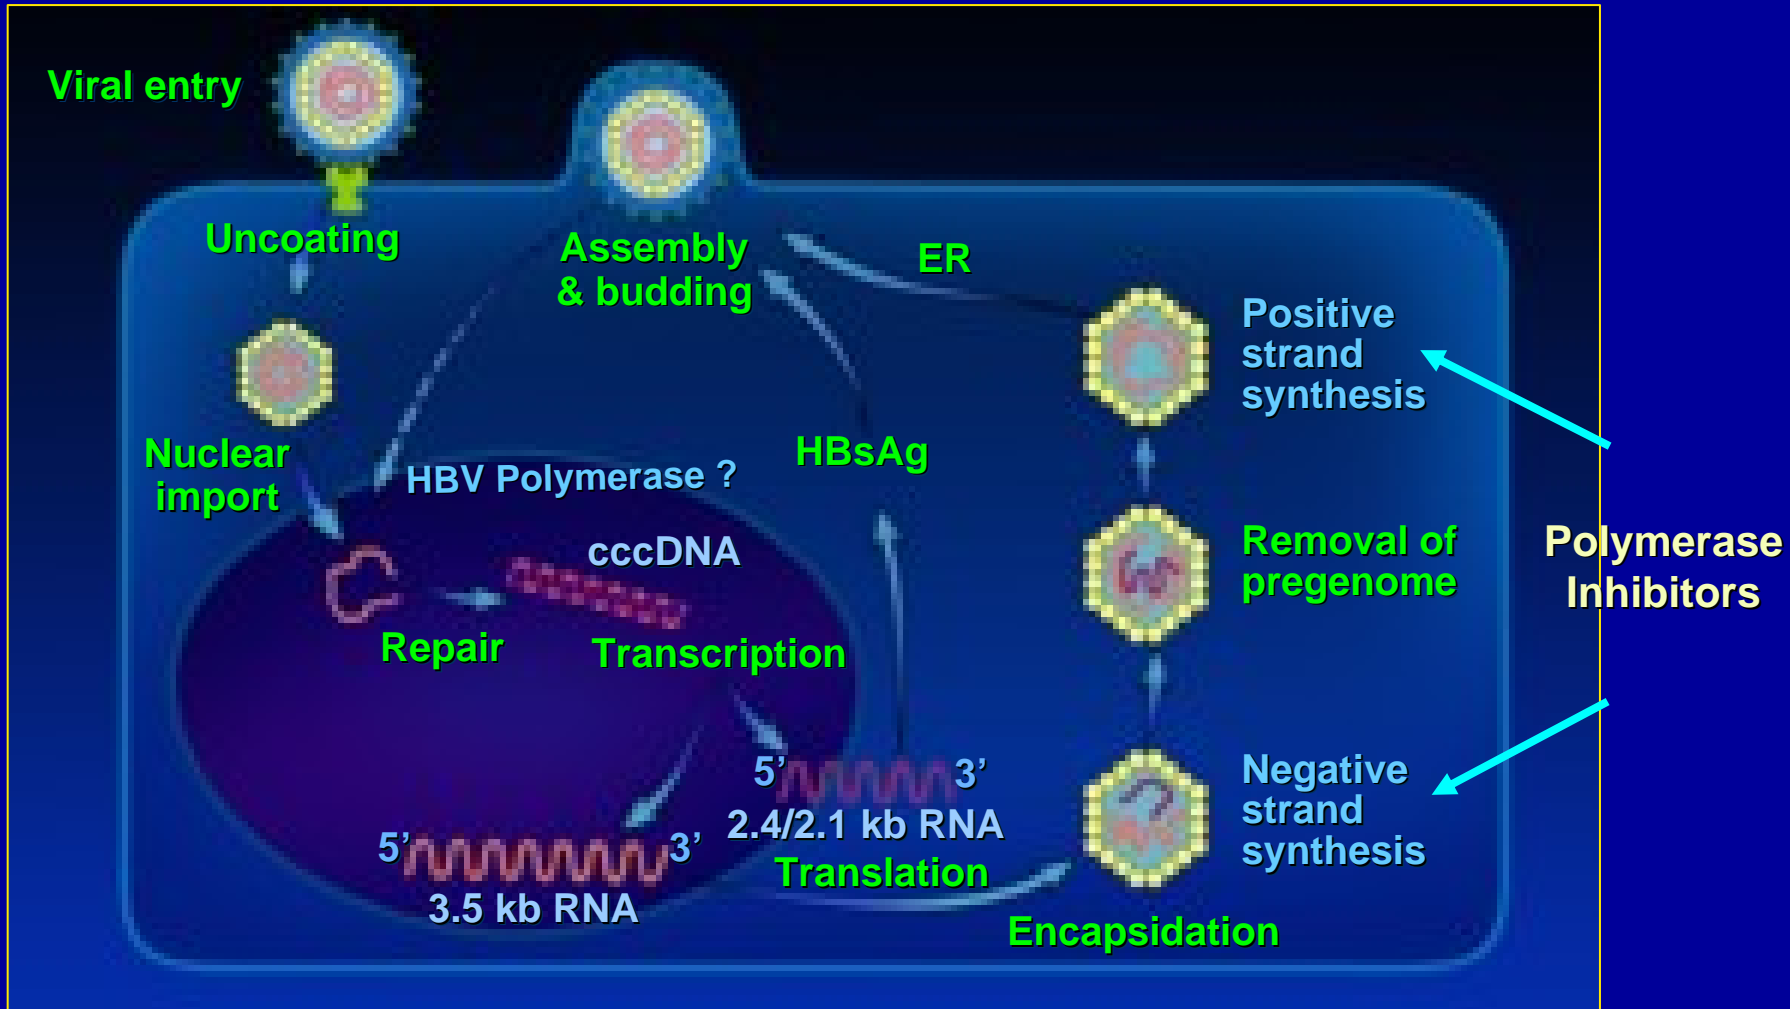 Viral entry
Uncoating
Assembly
& budding
ER
Positive
strand
synthesis
Nuclear
import
HBV Polymerase ?
HBsAg
cccDNA
Removal of
pregenome
Polymerase
Inhibitors
Repair
Transcription
5’ 3’
2.4/2.1 kb RNA
Translation
Negative
strand
synthesis
5’ 3’
3.5 kb RNA
Encapsidation